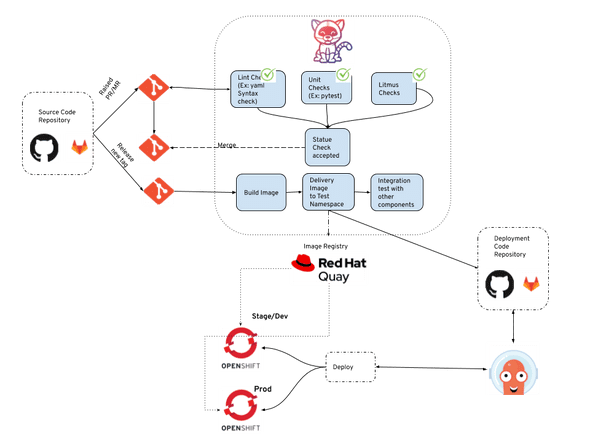 Raised
PR/MR
Source Code
Repository
Release
new tag
Lint Che
(Ex: yaml
Syntax
check)
Unit
Checks
(Ex: pytest)
Litmus
Checks
Merge
Statue
Check
accepted
Build Image
Delivery
Image
to Test
Namespace
Integration
test with
other
components
Image Registry
Red Hat
Quay
Deployment
Code
Repository
Stage/Dev
OPENSHIFT
Deploy
Prod
OPENSHIFT